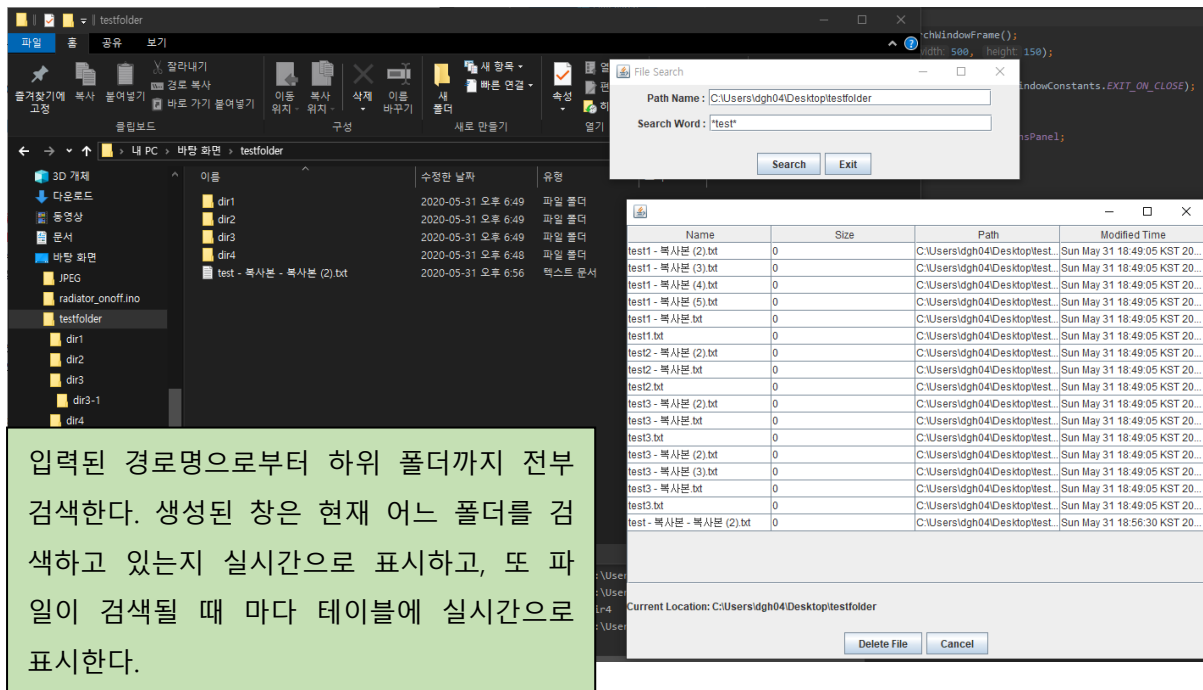 testfolder
파일 홈 공유 보기
즐겨찾기에 고정
복사
붙여넣기
잘라내기
경로 복사
바로 가기 붙여넣기
클립보드
이동 위치
복사 위치
삭제
이름 바꾸기
구성
새 폴더
새 항목
빠른 연결
새로 만들기
속성
열기
내 PC > 바탕 화면 > testfolder
3D 개체
다운로드
동영상
문서
바탕 화면
JPEG
radiator_onoff.ino
testfolder
dir1
dir2
dir3
dir3-1
dir4
이름 수정한 날짜 유형
dir1 2020-05-31 오후 6:49 파일 폴더
dir2 2020-05-31 오후 6:49 파일 폴더
dir3 2020-05-31 오후 6:49 파일 폴더
dir4 2020-05-31 오후 6:48 파일 폴더
test - 복사본 - 복사본 (2).txt 2020-05-31 오후 6:56 텍스트 문서
chWindowFrame();
width: 500, height: 150);
indowConstants.EXIT_ON_CLOSE);
nsPanel;
File Search
Path Name : C:\Users\dgh04\Desktop\testfolder
Search Word : *test*
Search Exit
Name Size Path Modified Time
test1 - 복사본 (2).txt 0 C:\Users\dgh04\Desktop\test... Sun May 31 18:49:05 KST 20...
test1 - 복사본 (3).txt 0 C:\Users\dgh04\Desktop\test... Sun May 31 18:49:05 KST 20...
test1 - 복사본 (4).txt 0 C:\Users\dgh04\Desktop\test... Sun May 31 18:49:05 KST 20...
test1 - 복사본 (5).txt 0 C:\Users\dgh04\Desktop\test... Sun May 31 18:49:05 KST 20...
test1 - 복사본.txt 0 C:\Users\dgh04\Desktop\test... Sun May 31 18:49:05 KST 20...
test1.txt 0 C:\Users\dgh04\Desktop\test... Sun May 31 18:49:05 KST 20...
test2 - 복사본 (2).txt 0 C:\Users\dgh04\Desktop\test... Sun May 31 18:49:05 KST 20...
test2 - 복사본.txt 0 C:\Users\dgh04\Desktop\test... Sun May 31 18:49:05 KST 20...
test2.txt 0 C:\Users\dgh04\Desktop\test... Sun May 31 18:49:05 KST 20...
test3 - 복사본 (2).txt 0 C:\Users\dgh04\Desktop\test... Sun May 31 18:49:05 KST 20...
test3 - 복사본.txt 0 C:\Users\dgh04\Desktop\test... Sun May 31 18:49:05 KST 20...
test3.txt 0 C:\Users\dgh04\Desktop\test... Sun May 31 18:49:05 KST 20...
test3 - 복사본 (2).txt 0 C:\Users\dgh04\Desktop\test... Sun May 31 18:49:05 KST 20...
test3 - 복사본 (3).txt 0 C:\Users\dgh04\Desktop\test... Sun May 31 18:49:05 KST 20...
test3 - 복사본.txt 0 C:\Users\dgh04\Desktop\test... Sun May 31 18:49:05 KST 20...
test3.txt 0 C:\Users\dgh04\Desktop\test... Sun May 31 18:49:05 KST 20...
test - 복사본 - 복사본 (2).txt 0 C:\Users\dgh04\Desktop\test... Sun May 31 18:56:30 KST 20...
Current Location: C:\Users\dgh04\Desktop\testfolder
Delete File Cancel
:\User
:\User
ir4
:\User
입력된 경로명으로부터 하위 폴더까지 전부
검색한다. 생성된 창은 현재 어느 폴더를 검
색하고 있는지 실시간으로 표시하고, 또 파
일이 검색될 때 마다 테이블에 실시간으로
표시한다.